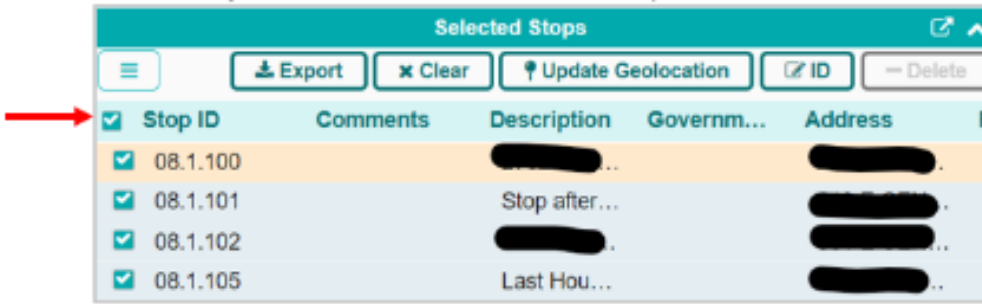 Selected Stops
Export Clear Update Geolocation ID Delete
Stop ID Comments Description Governm... Address
08.1.100
08.1.101 Stop after...
08.1.102
08.1.105 Last Hou...